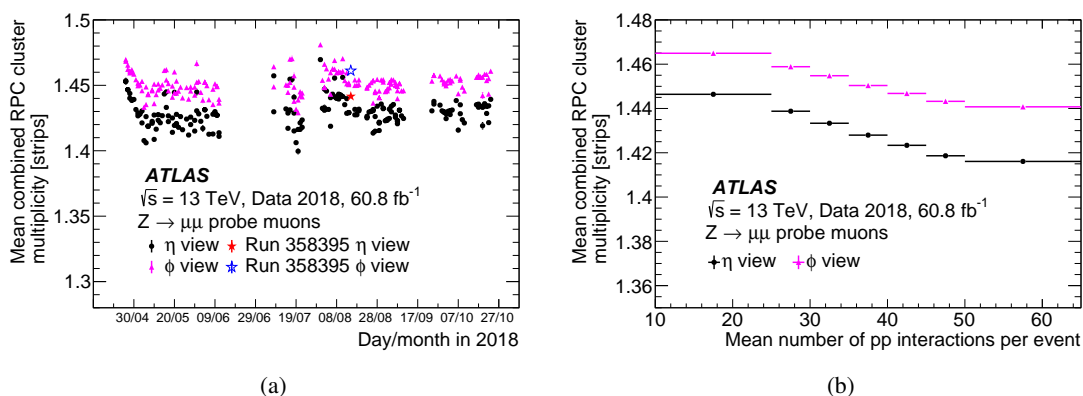 Mean combined RPC cluster
multiplicity [strips]
1.5
1.45
1.4
1.35
1.3
ATLAS
√s = 13 TeV, Data 2018, 60.8 fb⁻¹
Z → μμ probe muons
η view Run 358395 η view
ϕ view Run 358395 ϕ view
30/04 20/05 09/06 29/06 19/07 08/08 28/08 17/09 07/10 27/10
Day/month in 2018
(a)
Mean combined RPC cluster
multiplicity [strips]
1.48
1.46
1.44
1.42
1.4
1.38
1.36
ATLAS
√s = 13 TeV, Data 2018, 60.8 fb⁻¹
Z → μμ probe muons
η view ϕ view
10 20 30 40 50 60
Mean number of pp interactions per event
(b)